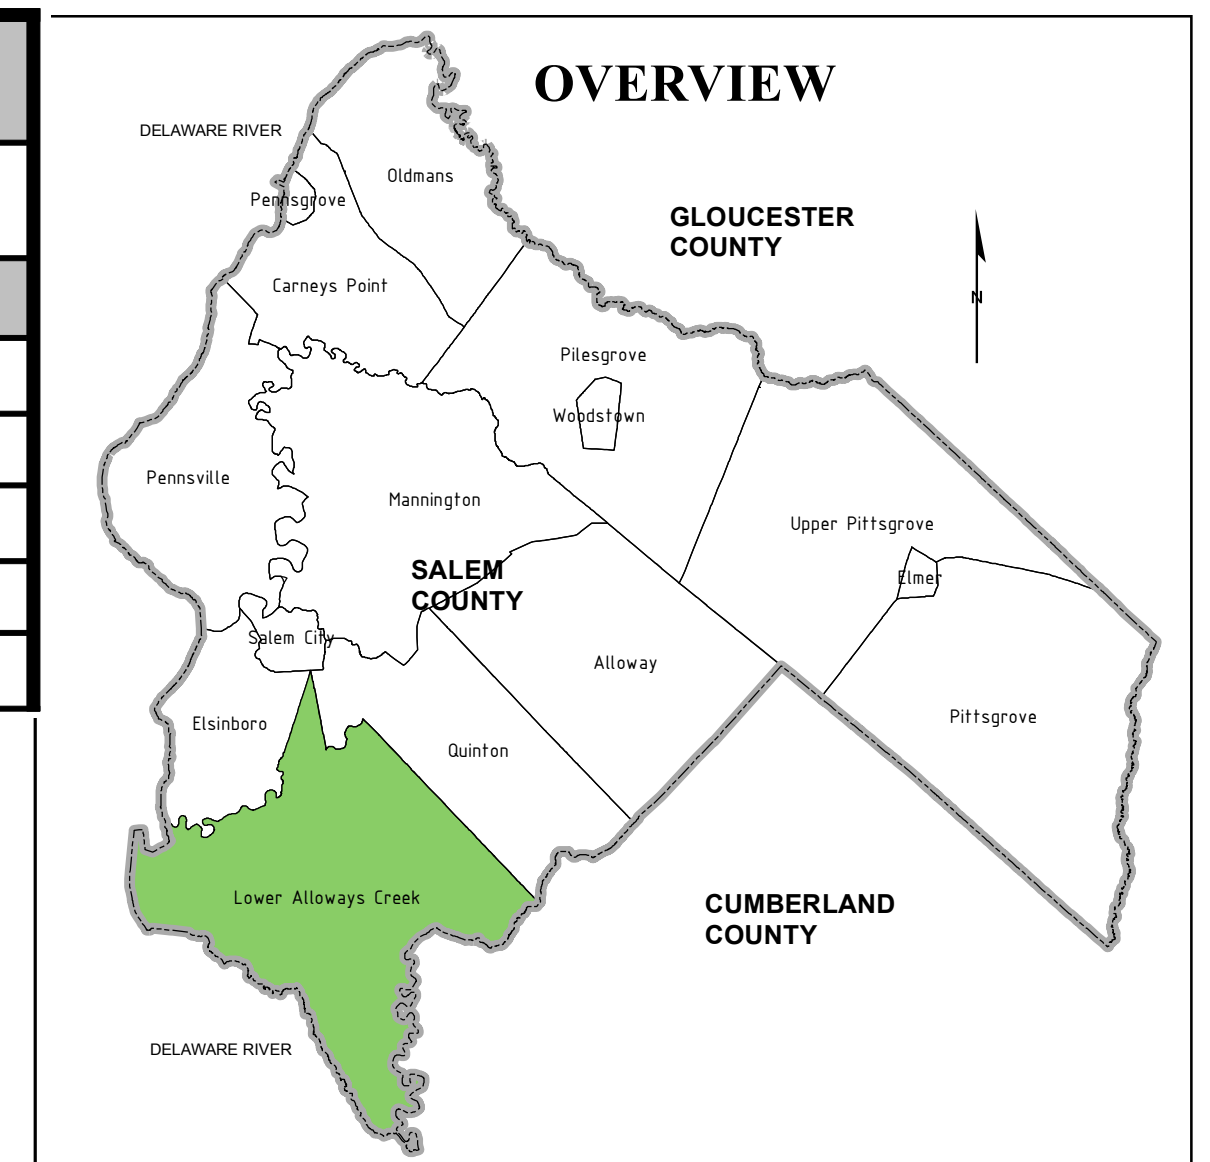 OVERVIEW
DELAWARE RIVER
Oldmans
Pennsgrove
GLOUCESTER
COUNTY
Carneys Point
N
Pilesgrove
Woodstown
Pennsville
Mannington
Upper Pittsgrove
SALEM
COUNTY
Elmer
Salem City
Alloway
Elsinboro
Pittsgrove
Quinton
Lower Alloways Creek
CUMBERLAND
COUNTY
DELAWARE RIVER